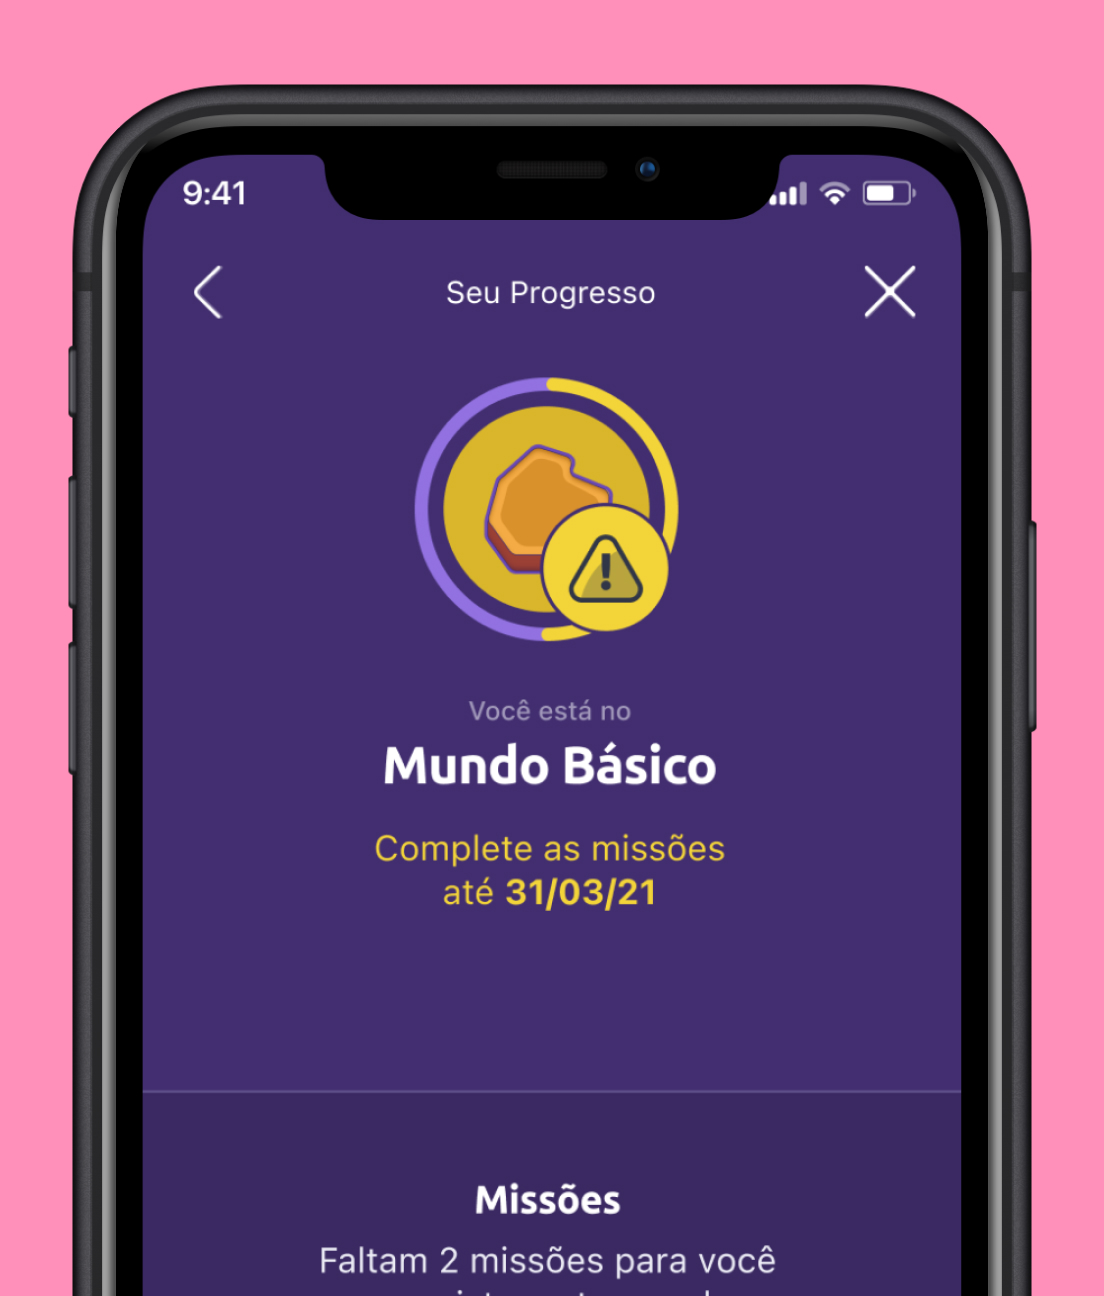 9:41
Seu Progresso
Você está no
Mundo Básico
Complete as missões
até 31/03/21
Missões
Faltam 2 missões para você